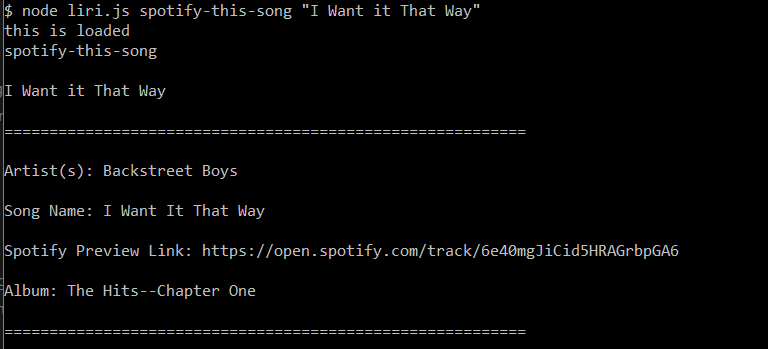 $ node liri.js spotify-this-song "I Want it That Way"
this is loaded
spotify-this-song
I Want it That Way
==========================================================
Artist(s): Backstreet Boys
Song Name: I Want It That Way
Spotify Preview Link: https://open.spotify.com/track/6e40mgJiCid5HRAGrbpGA6
Album: The Hits--Chapter One
==========================================================